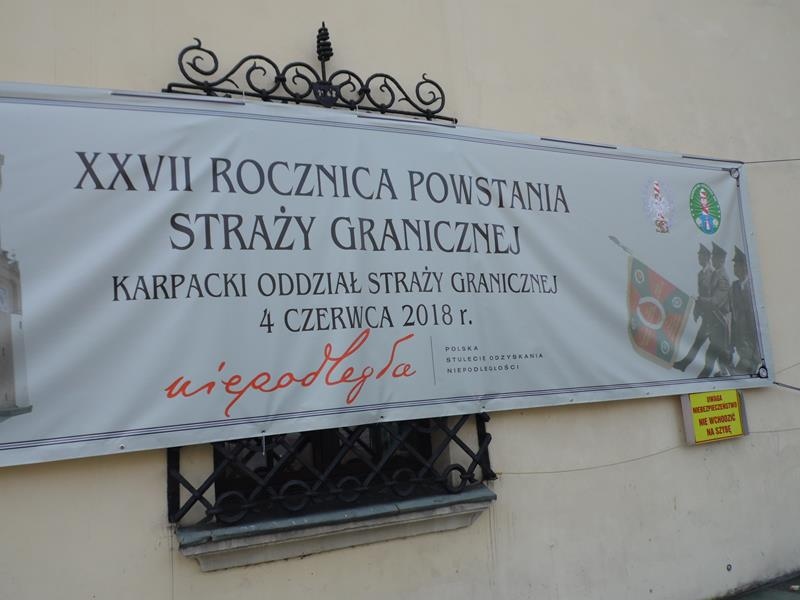 XXVII ROCZNICA POWSTANIA
STRAŻY GRANICZNEJ
KARPACKI ODDZIAŁ STRAŻY GRANICZNEJ
4 CZERWCA 2018 r.
niepodległa
POLSKA
STULECIE ODZYSKANIA
NIEPODLEGŁOŚCI
UWAGA
NIEBEZPIECZEŃSTWO
NIE WCHODZIĆ
NA SZYBĘ